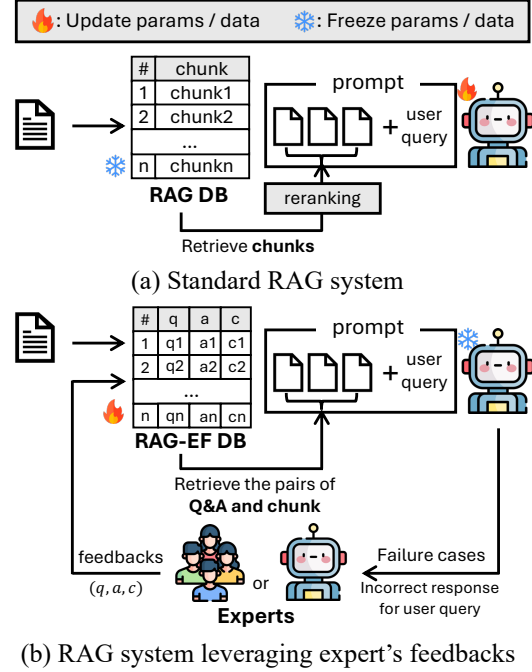 🔥: Update params / data ❄: Freeze params / data
# chunk
1 chunk1
2 chunk2
...
n chunkn
RAG DB
prompt
+ user query
reranking
Retrieve chunks
(a) Standard RAG system
# q a c
1 q1 a1 c1
2 q2 a2 c2
...
n qn an cn
RAG-EF DB
prompt
+ user query
Retrieve the pairs of
Q&A and chunk
feedbacks
(q, a, c)
or
Experts
Failure cases
Incorrect response
for user query
(b) RAG system leveraging expert's feedbacks